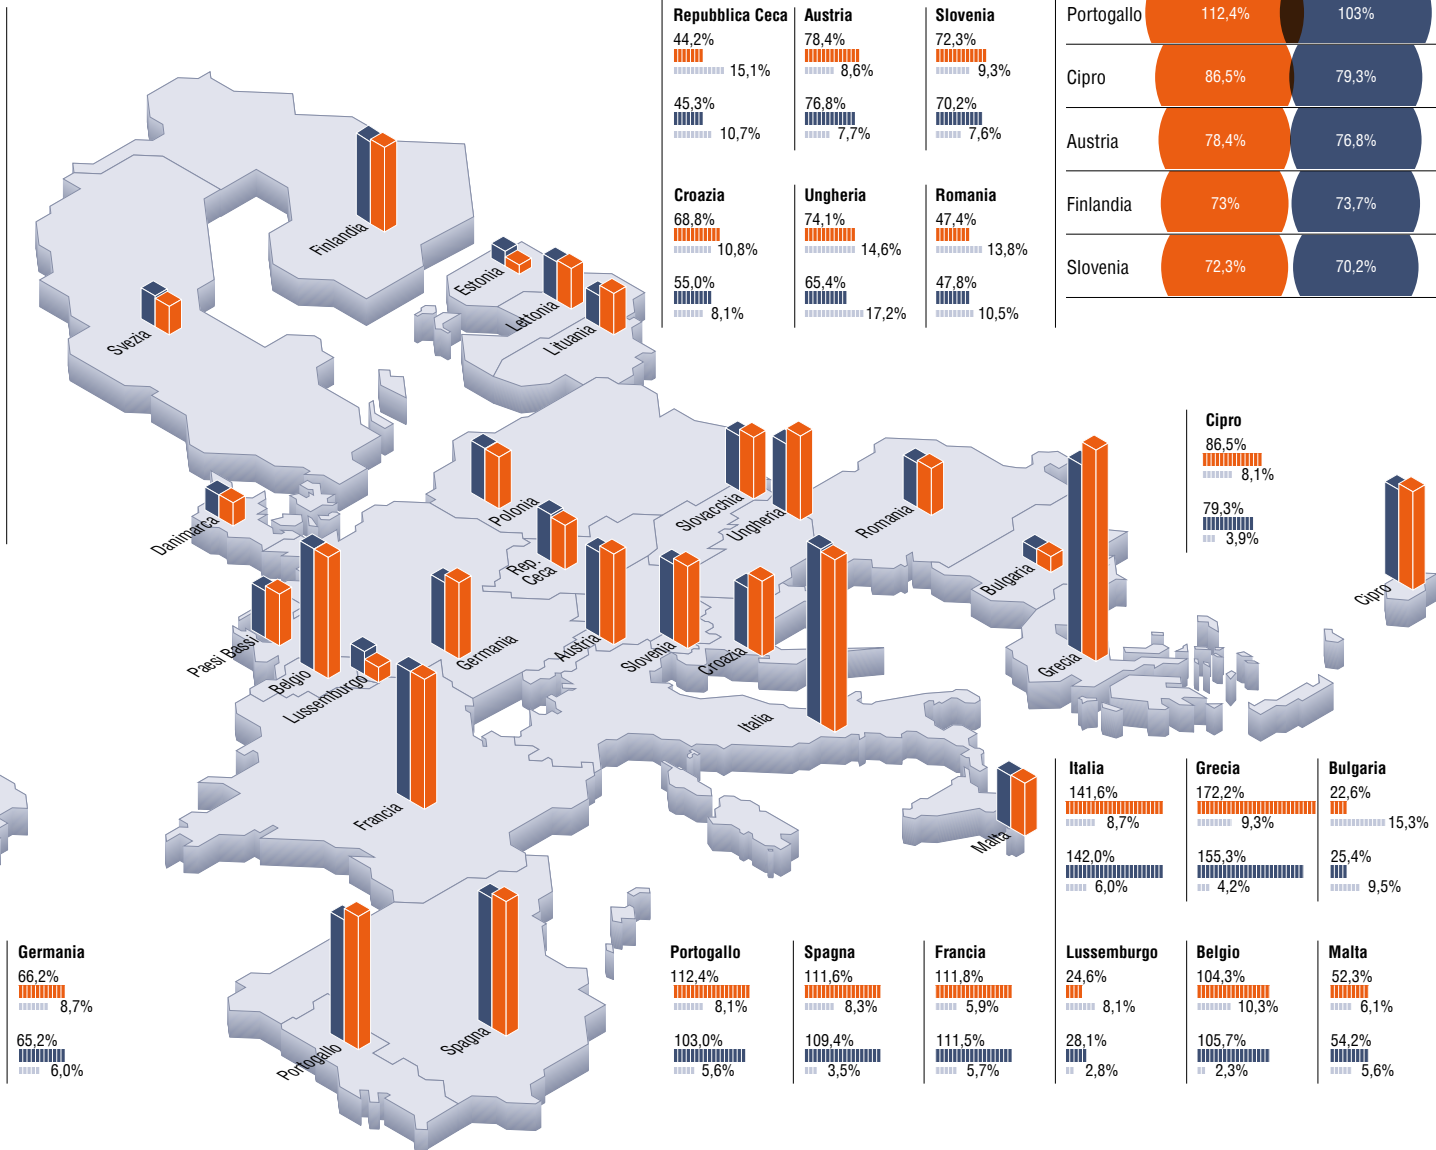 Repubblica Ceca
44,2%
15,1%
45,3%
10,7%
Austria
78,4%
8,6%
76,8%
7,7%
Slovenia
72,3%
9,3%
70,2%
7,6%
Croazia
68,8%
10,8%
55,0%
8,1%
Ungheria
74,1%
14,6%
65,4%
17,2%
Romania
47,4%
13,8%
47,8%
10,5%
Portogallo 112,4% 103%
Cipro 86,5% 79,3%
Austria 78,4% 76,8%
Finlandia 73% 73,7%
Slovenia 72,3% 70,2%
Finlandia
Svezia
Estonia
Lettonia
Lituania
Danimarca
Polonia
Rep.
Ceca
Slovacchia
Ungheria
Romania
Bulgaria
Grecia
Cipro
Paesi Bassi
Belgio
Lussemburgo
Germania
Austria
Slovenia
Croazia
Italia
Francia
Malta
Portogallo
Spagna
Cipro
86,5%
8,1%
79,3%
3,9%
Italia
141,6%
8,7%
142,0%
6,0%
Grecia
172,2%
9,3%
155,3%
4,2%
Bulgaria
22,6%
15,3%
25,4%
9,5%
Germania
66,2%
8,7%
65,2%
6,0%
Portogallo
112,4%
8,1%
103,0%
5,6%
Spagna
111,6%
8,3%
109,4%
3,5%
Francia
111,8%
5,9%
111,5%
5,7%
Lussemburgo
24,6%
8,1%
28,1%
2,8%
Belgio
104,3%
10,3%
105,7%
2,3%
Malta
52,3%
6,1%
54,2%
5,6%